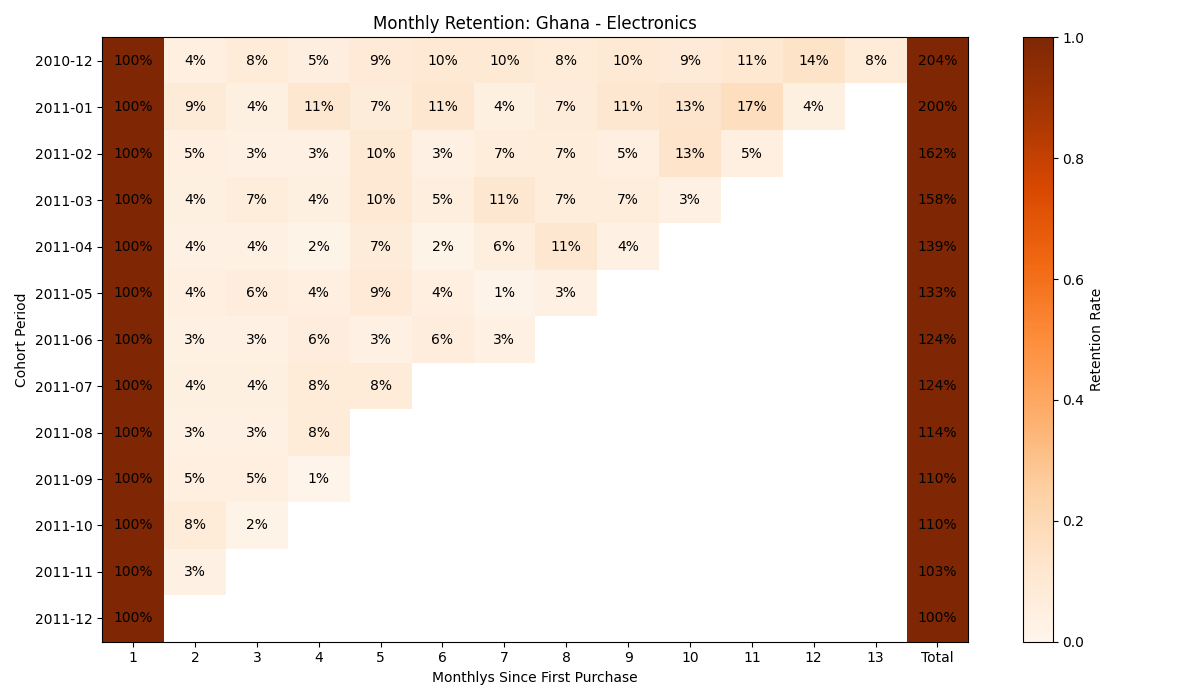 Monthly Retention: Ghana - Electronics
2010-12 100% 4% 8% 5% 9% 10% 10% 8% 10% 9% 11% 14% 8% 204%
2011-01 100% 9% 4% 11% 7% 11% 4% 7% 11% 13% 17% 4% 200%
2011-02 100% 5% 3% 3% 10% 3% 7% 7% 5% 13% 5% 162%
2011-03 100% 4% 7% 4% 10% 5% 11% 7% 7% 3% 158%
2011-04 100% 4% 4% 2% 7% 2% 6% 11% 4% 139%
2011-05 100% 4% 6% 4% 9% 4% 1% 3% 133%
2011-06 100% 3% 3% 6% 3% 6% 3% 124%
2011-07 100% 4% 4% 8% 8% 124%
2011-08 100% 3% 3% 8% 114%
2011-09 100% 5% 5% 1% 110%
2011-10 100% 8% 2% 110%
2011-11 100% 3% 103%
2011-12 100% 100%
1 2 3 4 5 6 7 8 9 10 11 12 13 Total
Monthlys Since First Purchase
Cohort Period
1.0
0.8
0.6
0.4
0.2
0.0
Retention Rate